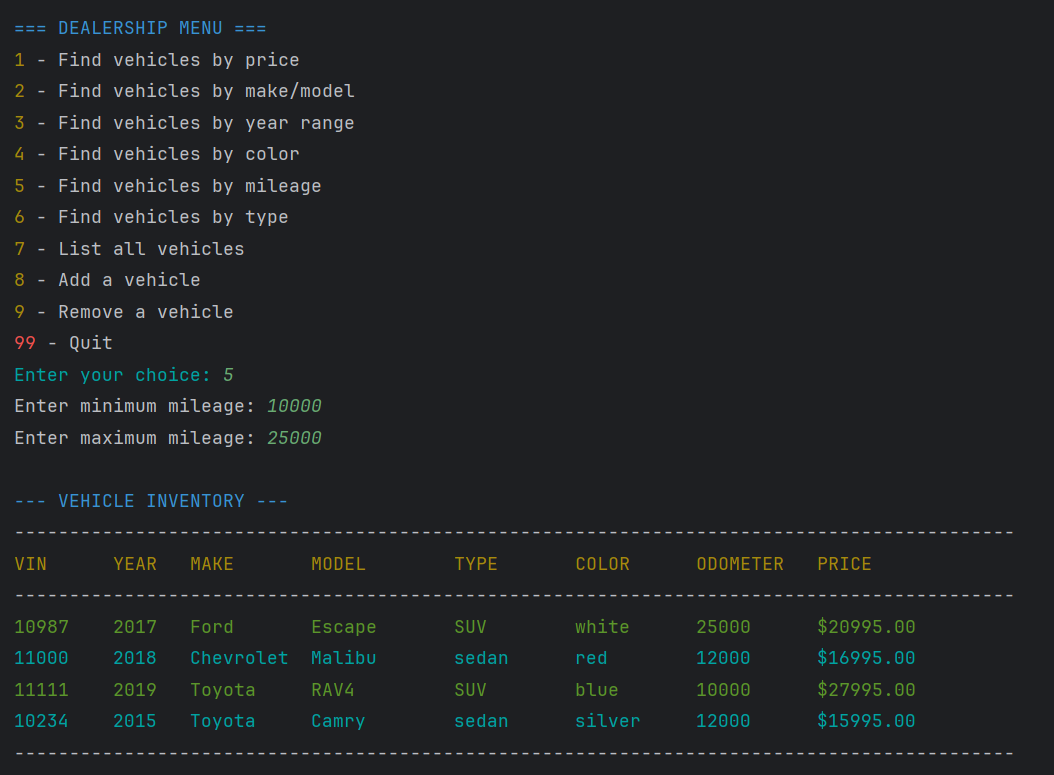 === DEALERSHIP MENU ===
1 - Find vehicles by price
2 - Find vehicles by make/model
3 - Find vehicles by year range
4 - Find vehicles by color
5 - Find vehicles by mileage
6 - Find vehicles by type
7 - List all vehicles
8 - Add a vehicle
9 - Remove a vehicle
99 - Quit
Enter your choice: 5
Enter minimum mileage: 10000
Enter maximum mileage: 25000

--- VEHICLE INVENTORY ---
-------------------------------------------------------------------------------------------
VIN      YEAR   MAKE       MODEL        TYPE       COLOR      ODOMETER   PRICE
-------------------------------------------------------------------------------------------
10987    2017   Ford       Escape       SUV        white      25000      $20995.00
11000    2018   Chevrolet  Malibu       sedan      red        12000      $16995.00
11111    2019   Toyota     RAV4         SUV        blue       10000      $27995.00
10234    2015   Toyota     Camry        sedan      silver     12000      $15995.00
-------------------------------------------------------------------------------------------